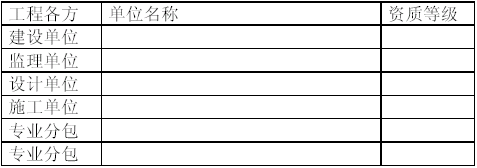 工程各方 单位名称 资质等级
建设单位
监理单位
设计单位
施工单位
专业分包
专业分包